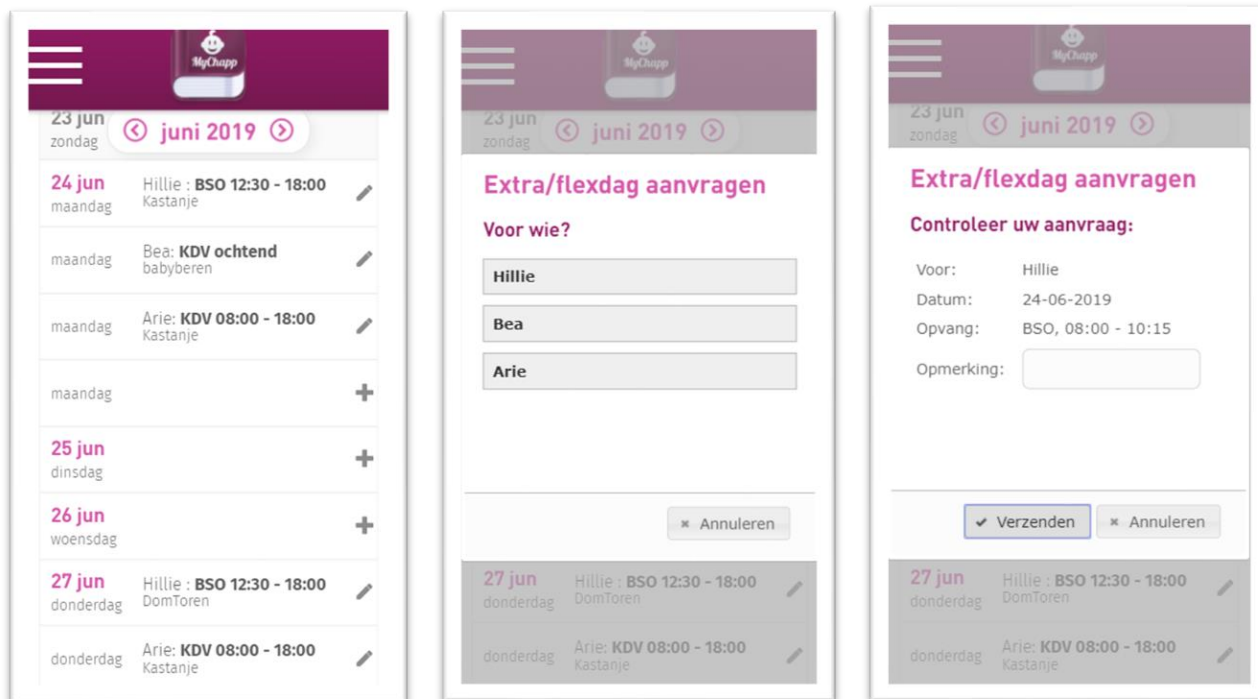 MyChapp
23 jun
zondag
juni 2019
24 jun
maandag
Hillie : BSO 12:30 - 18:00
Kastanje
maandag
Bea: KDV ochtend
babyberen
maandag
Arie: KDV 08:00 - 18:00
Kastanje
maandag
25 jun
dinsdag
26 jun
woensdag
27 jun
donderdag
Hillie : BSO 12:30 - 18:00
DomToren
donderdag
Arie: KDV 08:00 - 18:00
Kastanje
MyChapp
23 jun
zondag
juni 2019
Extra/flexdag aanvragen
Voor wie?
Hillie
Bea
Arie
Annuleren
27 jun
donderdag
Hillie : BSO 12:30 - 18:00
DomToren
donderdag
Arie: KDV 08:00 - 18:00
Kastanje
MyChapp
23 jun
zondag
juni 2019
Extra/flexdag aanvragen
Controleer uw aanvraag:
Voor: Hillie
Datum: 24-06-2019
Opvang: BSO, 08:00 - 10:15
Opmerking:
Verzenden
Annuleren
27 jun
donderdag
Hillie : BSO 12:30 - 18:00
DomToren
donderdag
Arie: KDV 08:00 - 18:00
Kastanje